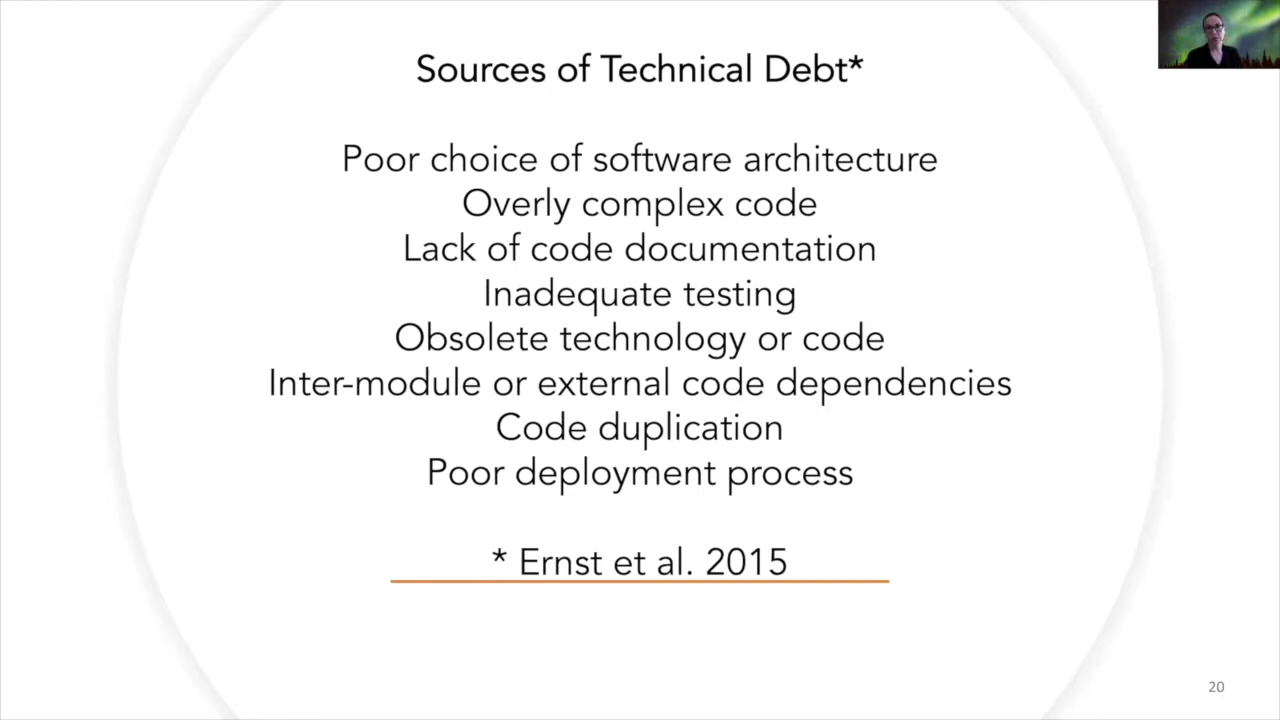 Sources of Technical Debt*
Poor choice of software architecture
Overly complex code
Lack of code documentation
Inadequate testing
Obsolete technology or code
Inter-module or external code dependencies
Code duplication
Poor deployment process
* Ernst et al. 2015
20